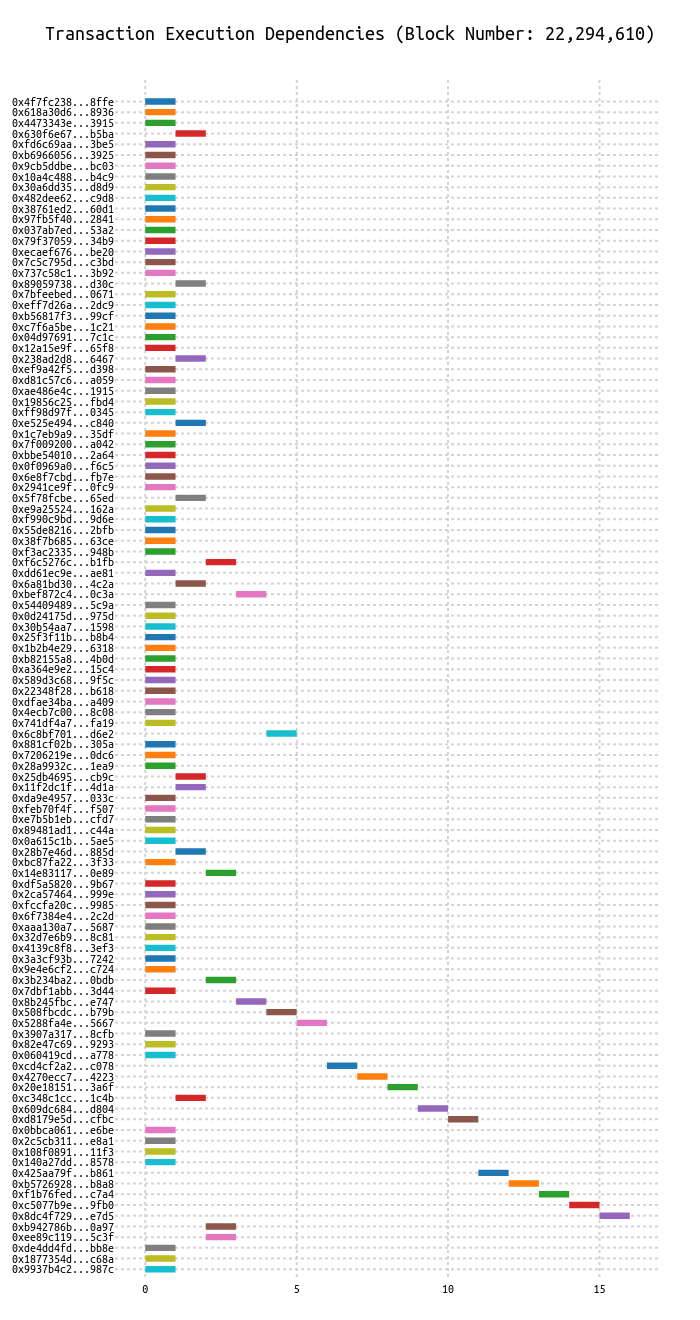 Transaction Execution Dependencies (Block Number: 22,294,610)
0x4f7fc238...8ffe
0x618a30d6...8936
0x4473343e...3915
0x630f6e67...b5ba
0xfd6c69aa...3be5
0xb6966056...3925
0x9cb5ddbe...bc03
0x10a4c488...b4c9
0x30a6dd35...d8d9
0x482dee62...c9d8
0x38761ed2...60d1
0x97fb5f40...2841
0x037ab7ed...53a2
0x79f37059...34b9
0xecaef676...be20
0x7c5c795d...c3bd
0x737c58c1...3b92
0x89059738...d30c
0x7bfeebed...0671
0xeff7d26a...2dc9
0xb56817f3...99cf
0xc7f6a5be...1c21
0x04d97691...7c1c
0x12a15e9f...65f8
0x238ad2d8...6467
0xef9a42f5...d398
0xd81c57c6...a059
0xae486e4c...1915
0x19856c25...fbd4
0xff98d97f...0345
0xe525e494...c840
0x1c7eb9a9...35df
0x7f009200...a042
0xbbe54010...2a64
0x0f0969a0...f6c5
0x6e8f7cbd...fb7e
0x2941ce9f...0fc9
0x5f78fcbe...65ed
0xe9a25524...162a
0xf990c9bd...9d6e
0x55de8216...2bfb
0x38f7b685...63ce
0xf3ac2335...948b
0xf6c5276c...b1fb
0xdd61ec9e...ae81
0x6a81bd30...4c2a
0xbef872c4...0c3a
0x54409489...5c9a
0x0d24175d...975d
0x30b54aa7...1598
0x25f3f11b...b8b4
0x1b2b4e29...6318
0xb82155a8...4b0d
0xa364e9e2...15c4
0x589d3c68...9f5c
0x22348f28...b618
0xdfae34ba...a409
0x4ecb7c00...8c08
0x741df4a7...fa19
0x6c8bf701...d6e2
0x881cf02b...305a
0x7206219e...0dc6
0x28a9932c...1ea9
0x25db4695...cb9c
0x11f2dc1f...4d1a
0xda9e4957...033c
0xfeb70f4f...f507
0xe7b5b1eb...cfd7
0x89481ad1...c44a
0x0a615c1b...5ae5
0x28b7e46d...885d
0xbc87fa22...3f33
0x14e83117...0e89
0xdf5a5820...9b67
0x2ca57464...999e
0xfccfa20c...9985
0x6f7384e4...2c2d
0xaaa130a7...5687
0x32d7e6b9...8c81
0x4139c8f8...3ef3
0x3a3cf93b...7242
0x9e4e6cf2...c724
0x3b234ba2...0bdb
0x7dbf1abb...3d44
0x8b245fbc...e747
0x508fbcdc...b79b
0x5288fa4e...5667
0x3907a317...8cfb
0x82e47c69...9293
0x060419cd...a778
0xcd4cf2a2...c078
0x4270ecc7...4223
0x20e18151...3a6f
0xc348c1cc...1c4b
0x609dc684...d804
0xd8179e5d...cfbc
0x0bbca061...e6be
0x2c5cb311...e8a1
0x108f0891...11f3
0x140a27dd...8578
0x425aa79f...b861
0xb5726928...b8a8
0xf1b76fed...c7a4
0xc5077b9e...9fb0
0x8dc4f729...e7d5
0xb942786b...0a97
0xee89c119...5c3f
0xde4dd4fd...bb8e
0x1877354d...c68a
0x9937b4c2...987c
0 5 10 15